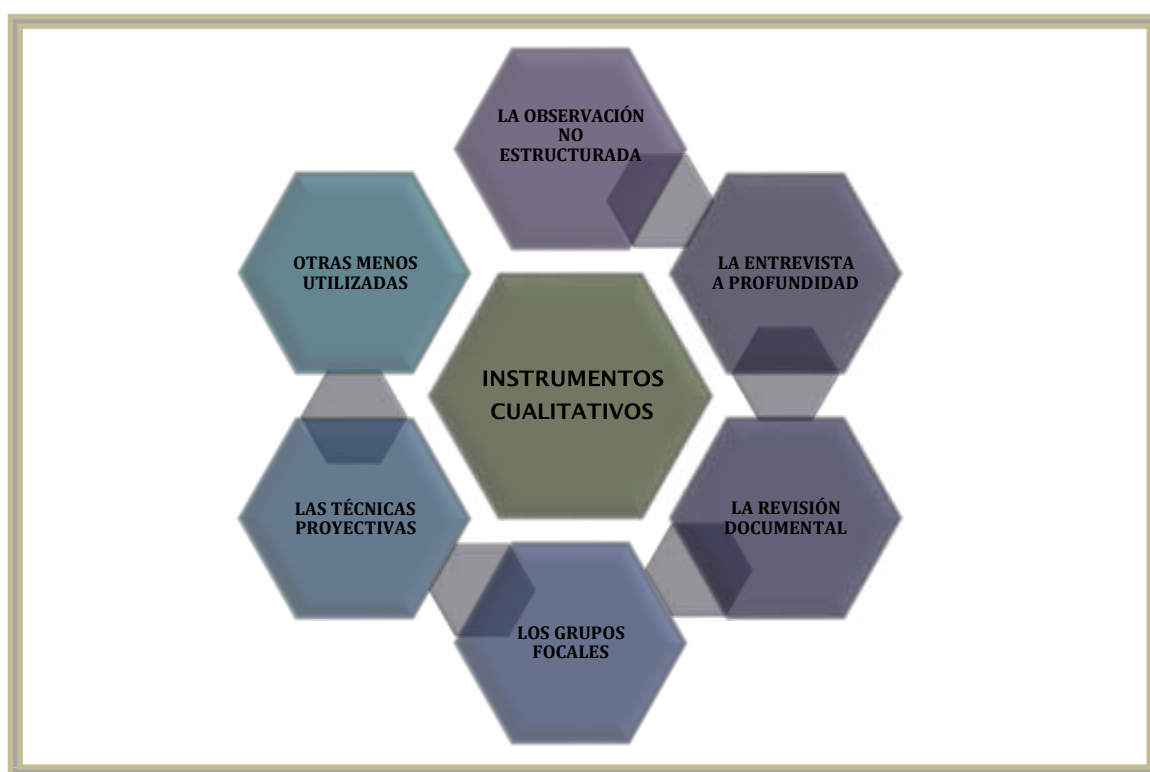 LA OBSERVACIÓN
NO
ESTRUCTURADA
LA ENTREVISTA
A PROFUNDIDAD
LA REVISIÓN
DOCUMENTAL
LOS GRUPOS
FOCALES
LAS TÉCNICAS
PROYECTIVAS
OTRAS MENOS
UTILIZADAS
INSTRUMENTOS
CUALITATIVOS